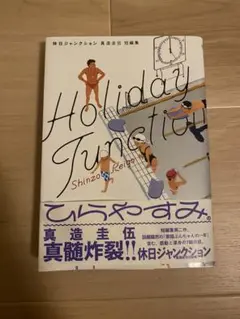 休日ジャンクション 真造圭伍 短編集
Holiday
Junction
Shinzo Keigo
ひらやすみ。
真造圭伍
真髄炸裂!!
休日ジャンクション